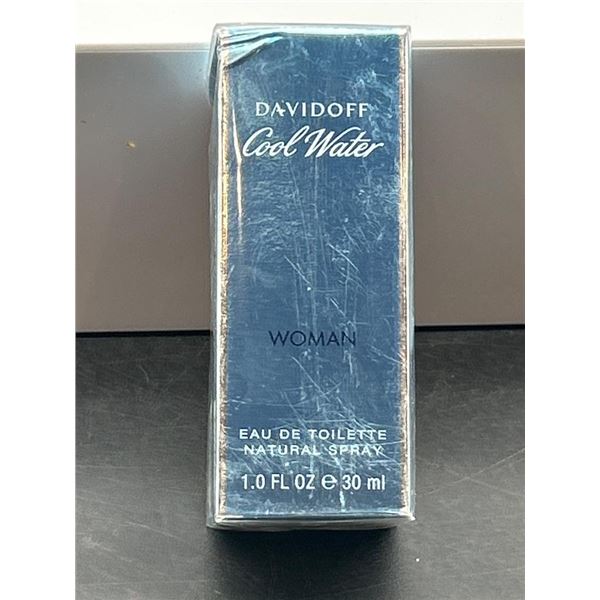 DAVIDOFF
Cool Water
WOMAN
EAU DE TOILETTE
NATURAL SPRAY
1.0 FL OZ ℮ 30 ml